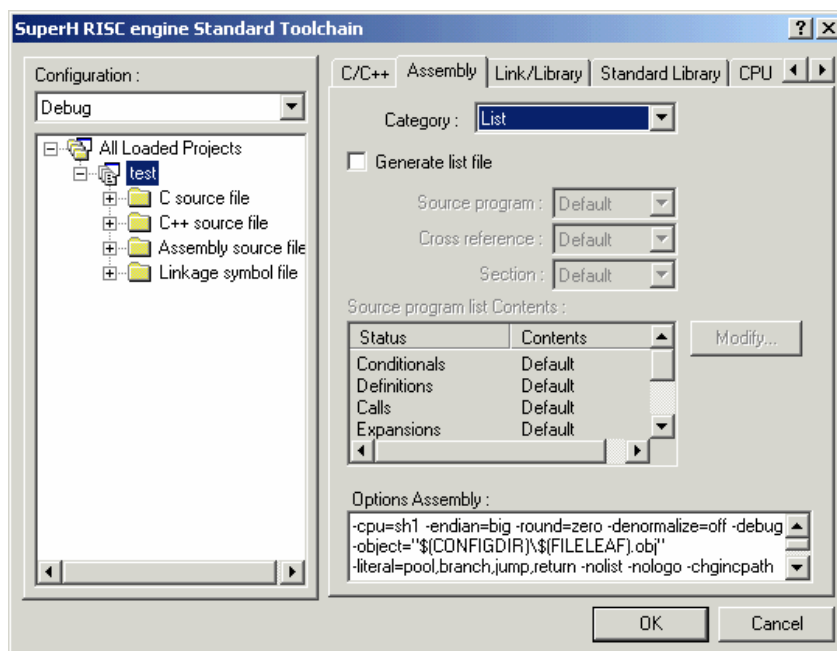 SuperH RISC engine Standard Toolchain
Configuration :
Debug
All Loaded Projects
test
C source file
C++ source file
Assembly source file
Linkage symbol file
C/C++ Assembly Link/Library Standard Library CPU
Category : List
Generate list file
Source program : Default
Cross reference : Default
Section : Default
Source program list Contents :
Status Contents
Conditionals Default
Definitions Default
Calls Default
Expansions Default
Modify...
Options Assembly :
-cpu=sh1 -endian=big -round=zero -denormalize=off -debug
-object="$(CONFIGDIR)\$(FILELEAF).obj"
-literal=pool,branch,jump,return -nolist -nologo -chgincpath
OK Cancel